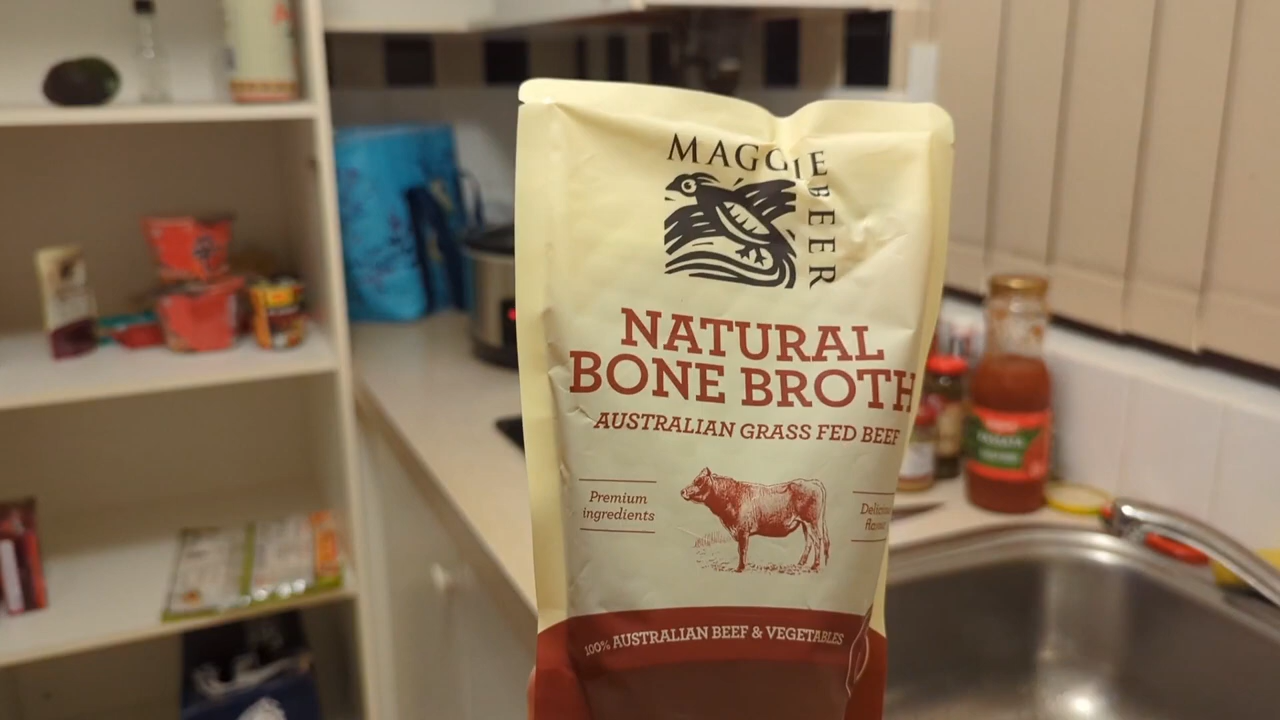 MAGGIE
BEER
NATURAL
BONE BROTH
AUSTRALIAN GRASS FED BEEF
Premium
ingredients
100% AUSTRALIAN BEEF & VEGETABLES